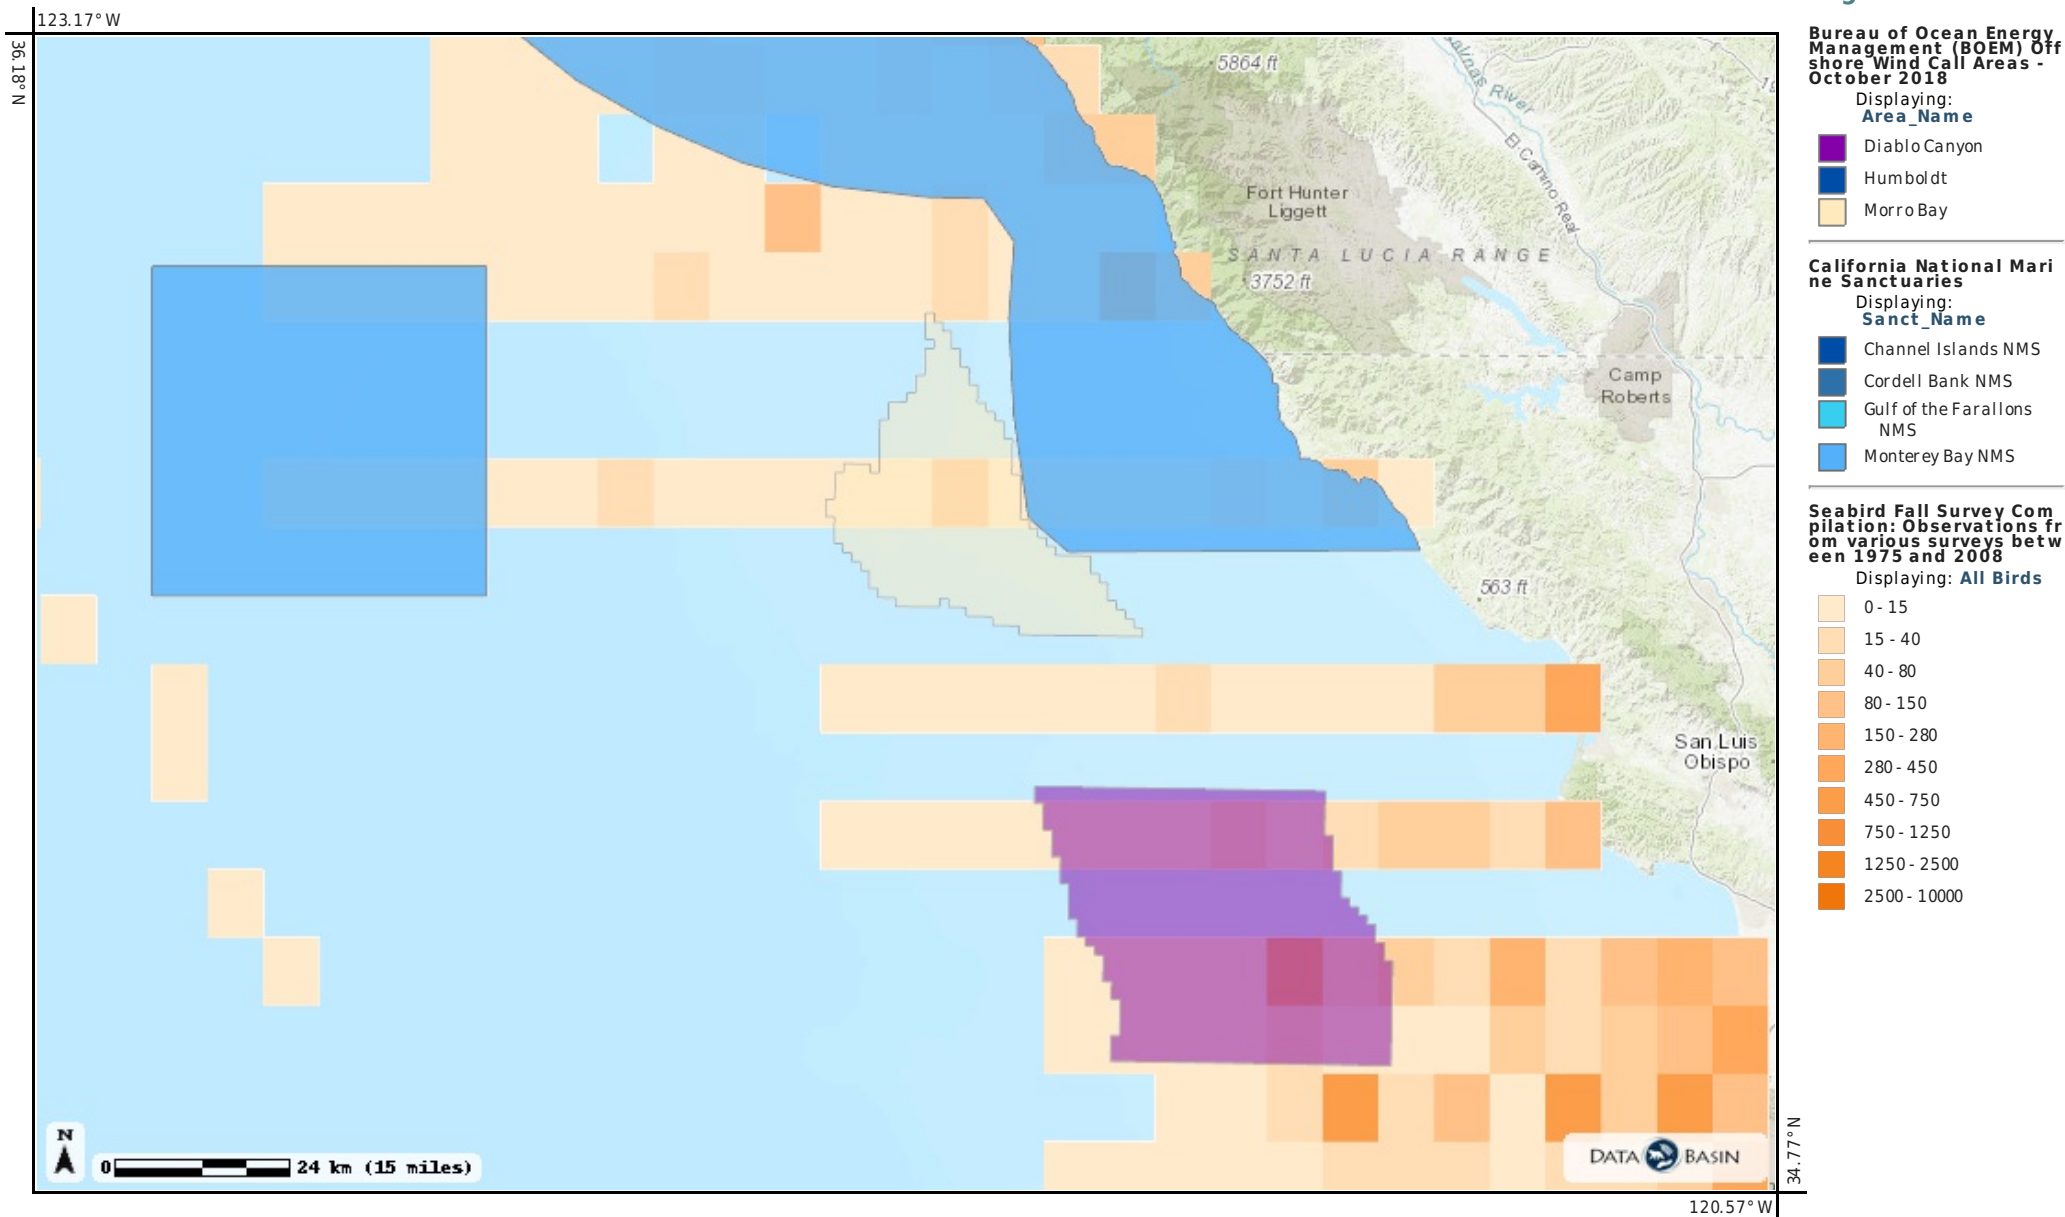 123.17° W
36.18° N
5864 ft
Salinas River
El Camino Real
Fort Hunter
Liggett
SANTA LUCIA RANGE
3752 ft
Camp
Roberts
563 ft
San Luis
Obispo
N
0 24 km (15 miles)
DATA BASIN
34.77° N
120.57° W
Bureau of Ocean Energy
Management (BOEM) Off
shore Wind Call Areas -
October 2018
Displaying:
Area_Name
Diablo Canyon
Humboldt
Morro Bay
California National Mari
ne Sanctuaries
Displaying:
Sanct_Name
Channel Islands NMS
Cordell Bank NMS
Gulf of the Farallons
NMS
Monterey Bay NMS
Seabird Fall Survey Com
pilation: Observations fr
om various surveys betw
een 1975 and 2008
Displaying: All Birds
0 - 15
15 - 40
40 - 80
80 - 150
150 - 280
280 - 450
450 - 750
750 - 1250
1250 - 2500
2500 - 10000